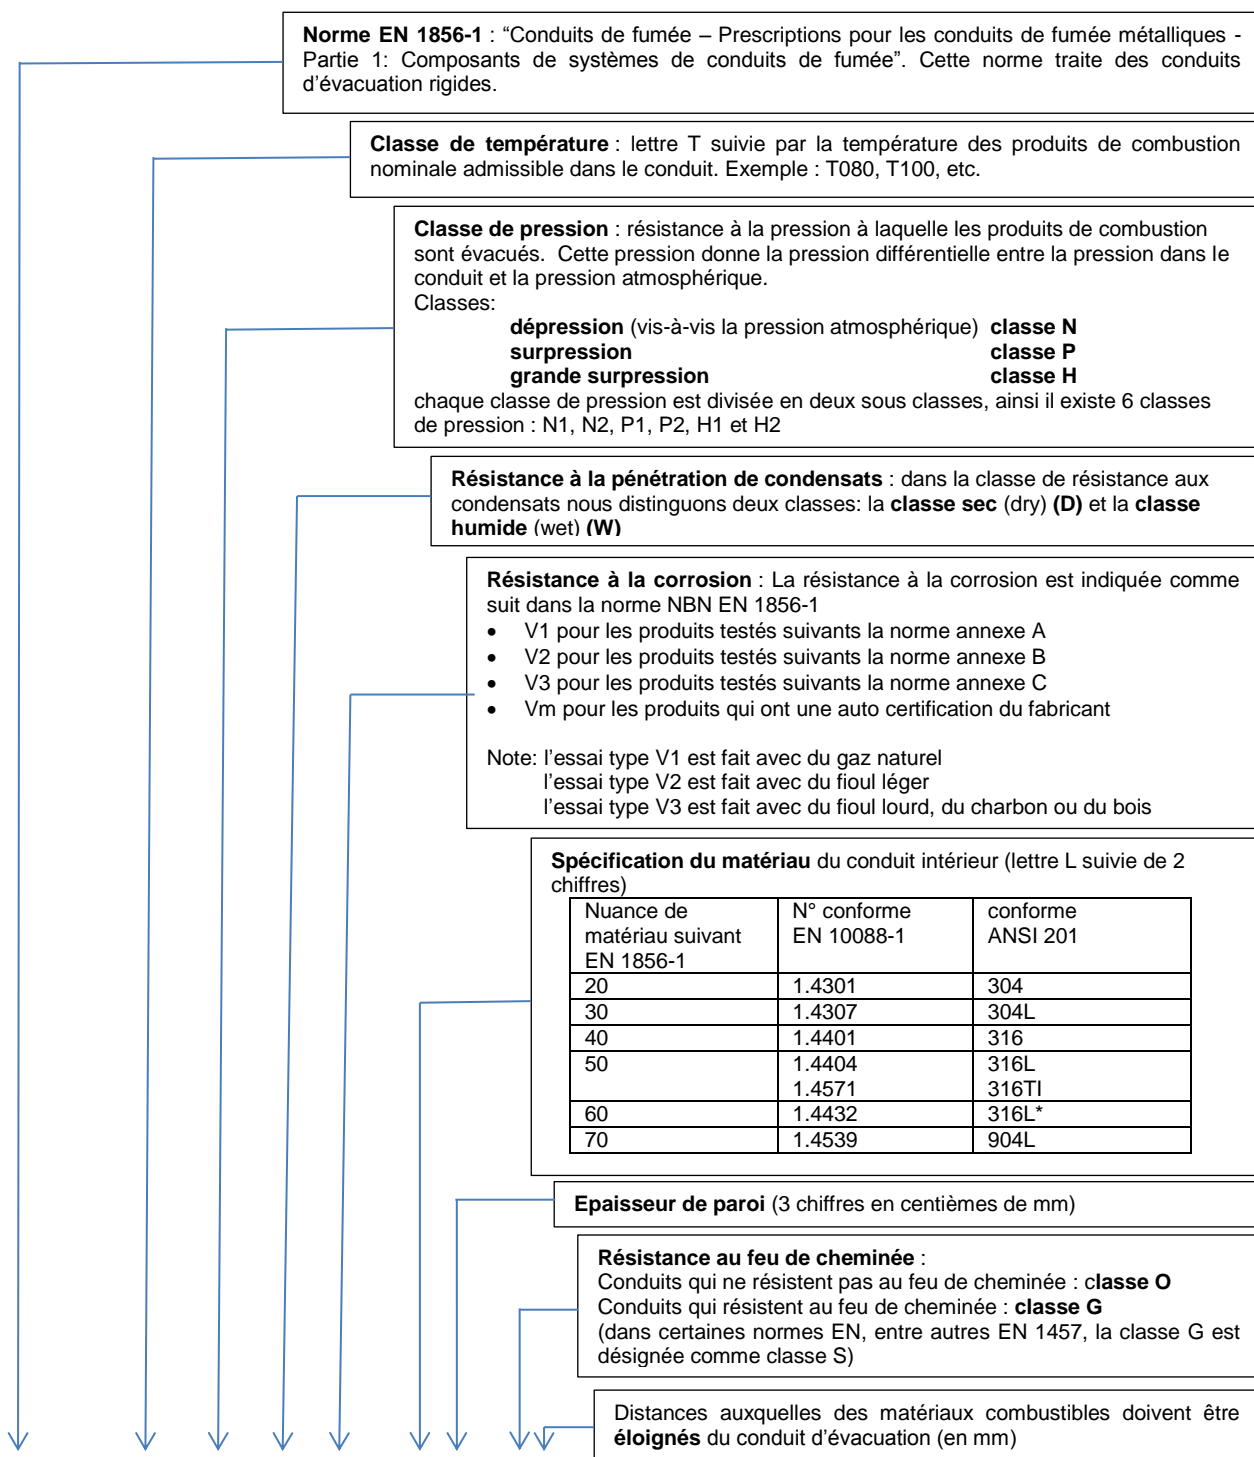 Norme EN 1856-1 : “Conduits de fumée – Prescriptions pour les conduits de fumée métalliques -
Partie 1: Composants de systèmes de conduits de fumée”. Cette norme traite des conduits
d’évacuation rigides.
Classe de température : lettre T suivie par la température des produits de combustion
nominale admissible dans le conduit. Exemple : T080, T100, etc.
Classe de pression : résistance à la pression à laquelle les produits de combustion
sont évacués. Cette pression donne la pression différentielle entre la pression dans le
conduit et la pression atmosphérique.
Classes:
dépression (vis-à-vis la pression atmosphérique) classe N
surpression classe P
grande surpression classe H
chaque classe de pression est divisée en deux sous classes, ainsi il existe 6 classes
de pression : N1, N2, P1, P2, H1 et H2
Résistance à la pénétration de condensats : dans la classe de résistance aux
condensats nous distinguons deux classes: la classe sec (dry) (D) et la classe
humide (wet) (W)
Résistance à la corrosion : La résistance à la corrosion est indiquée comme
suit dans la norme NBN EN 1856-1
• V1 pour les produits testés suivants la norme annexe A
• V2 pour les produits testés suivants la norme annexe B
• V3 pour les produits testés suivants la norme annexe C
• Vm pour les produits qui ont une auto certification du fabricant
Note: l’essai type V1 est fait avec du gaz naturel
l’essai type V2 est fait avec du fioul léger
l’essai type V3 est fait avec du fioul lourd, du charbon ou du bois
Spécification du matériau du conduit intérieur (lettre L suivie de 2
chiffres)
Nuance de N° conforme conforme
matériau suivant EN 10088-1 ANSI 201
EN 1856-1
20 1.4301 304
30 1.4307 304L
40 1.4401 316
50 1.4404 316L
1.4571 316TI
60 1.4432 316L*
70 1.4539 904L
Epaisseur de paroi (3 chiffres en centièmes de mm)
Résistance au feu de cheminée :
Conduits qui ne résistent pas au feu de cheminée : classe O
Conduits qui résistent au feu de cheminée : classe G
(dans certaines normes EN, entre autres EN 1457, la classe G est
désignée comme classe S)
Distances auxquelles des matériaux combustibles doivent être
éloignés du conduit d’évacuation (en mm)